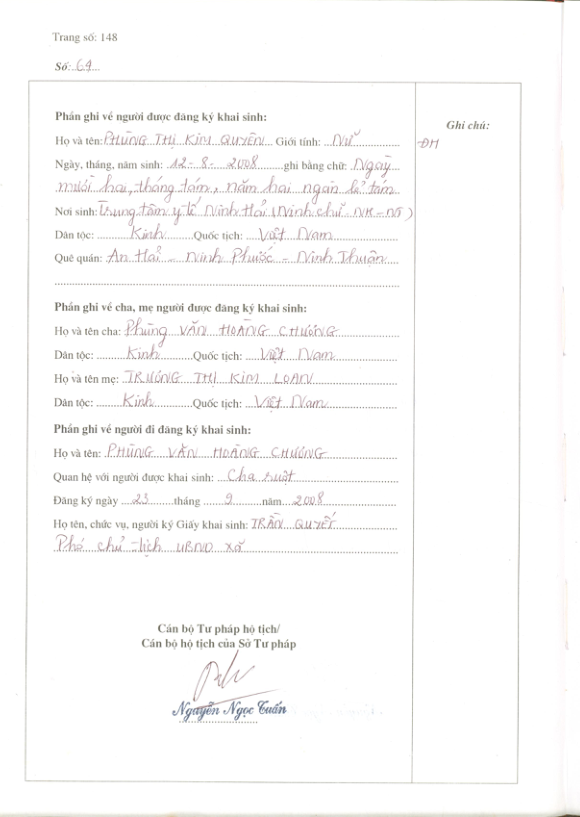 Trang số: 148
Số: 64
Phần ghi về người được đăng ký khai sinh:
Ghi chú:
Họ và tên: PHÙNG THỊ KIM QUYÊN Giới tính: NỮ
ĐH
Ngày, tháng, năm sinh: 12 - 8 - 2008 ghi bằng chữ: Ngày
mười hai, tháng tám, năm hai ngàn lẻ tám
Nơi sinh: Trung tâm y tế Ninh Hải (Ninh chữ - NH - NT)
Dân tộc: Kinh Quốc tịch: Việt Nam
Quê quán: An Hải - Ninh Phước - Ninh Thuận
Phần ghi về cha, mẹ người được đăng ký khai sinh:
Họ và tên cha: Phùng VĂN HOÀNG CHƯƠNG
Dân tộc: Kinh Quốc tịch: Việt Nam
Họ và tên mẹ: TRƯƠNG THỊ KIM LOAN
Dân tộc: Kinh Quốc tịch: Việt Nam
Phần ghi về người đi đăng ký khai sinh:
Họ và tên: PHÙNG VĂN HOÀNG CHƯƠNG
Quan hệ với người được khai sinh: Cha ruột
Đăng ký ngày 23 tháng 9 năm 2008
Họ tên, chức vụ, người ký Giấy khai sinh: TRẦN QUYẾT
Phó chủ tịch UBND xã
Cán bộ Tư pháp hộ tịch/
Cán bộ hộ tịch của Sở Tư pháp
Nguyễn Ngọc Tuấn